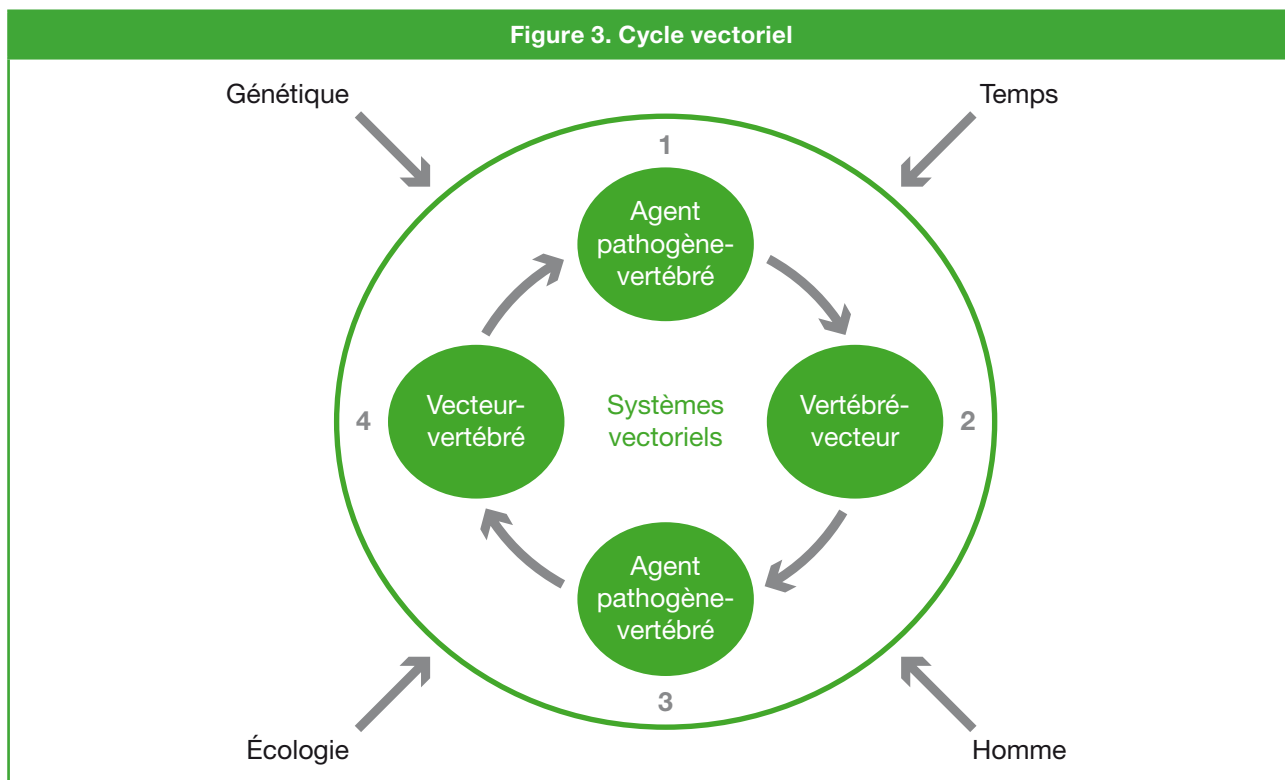 Figure 3. Cycle vectoriel
Génétique
Temps
1
Agent
pathogène-
vertébré
4
Vecteur-
vertébré
Systèmes
vectoriels
Vertébré-
vecteur
2
Agent
pathogène-
vertébré
3
Écologie
Homme